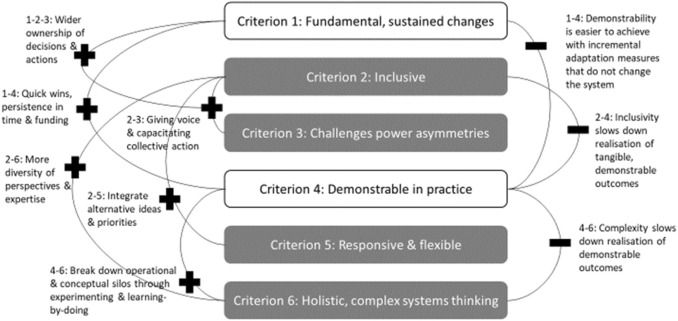 1-2-3: Wider
ownership of
decisions &
actions
1-4: Quick wins,
persistence in
time & funding
2-6: More
diversity of
perspectives &
expertise
2-3: Giving voice
& capacitating
collective action
2-5: Integrate
alternative ideas
& priorities
4-6: Break down operational
& conceptual silos through
experimenting & learning-
by-doing
Criterion 1: Fundamental, sustained changes
Criterion 2: Inclusive
Criterion 3: Challenges power asymmetries
Criterion 4: Demonstrable in practice
Criterion 5: Responsive & flexible
Criterion 6: Holistic, complex systems thinking
1-4: Demonstrability
is easier to achieve
with incremental
adaptation measures
that do not change
the system
2-4: Inclusivity
slows down
realisation of
tangible,
demonstrable
outcomes
4-6: Complexity slows
down realisation of
demonstrable
outcomes